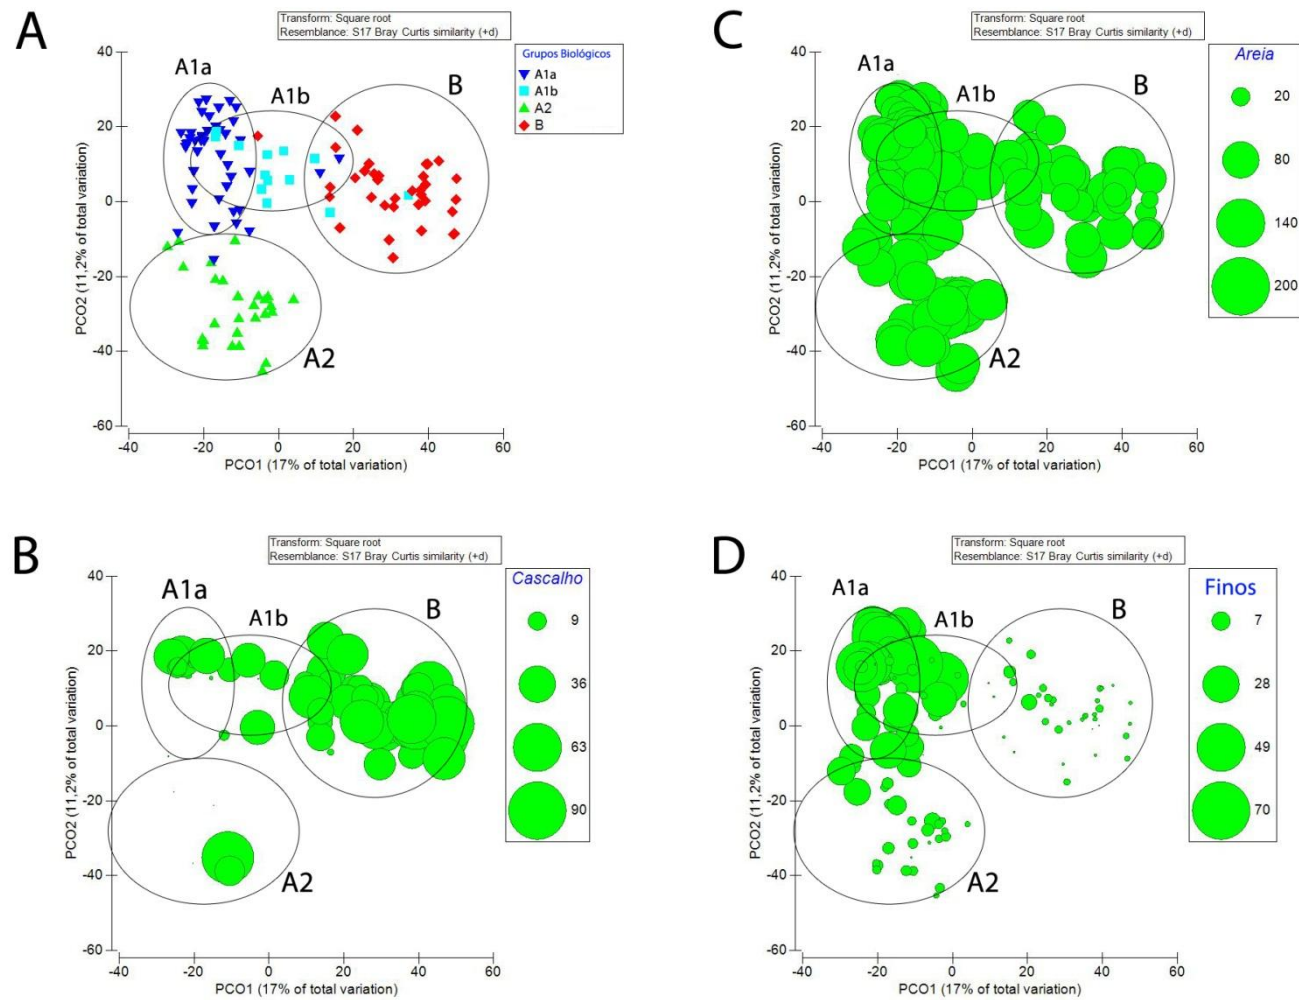 A
Transform: Square root
Resemblance: S17 Bray Curtis similarity (+d)
Grupos Biológicos
A1a
A1b
A2
B
A1a
A1b
B
A2
40
20
0
-20
-40
-60
PCO2 (11,2% of total variation)
-40 -20 0 20 40 60
PCO1 (17% of total variation)
C
Transform: Square root
Resemblance: S17 Bray Curtis similarity (+d)
Areia
20
80
140
200
A1a
A1b
B
A2
40
20
0
-20
-40
-60
PCO2 (11,2% of total variation)
-40 -20 0 20 40 60
PCO1 (17% of total variation)
B
Transform: Square root
Resemblance: S17 Bray Curtis similarity (+d)
Cascalho
9
36
63
90
A1a
A1b
B
A2
40
20
0
-20
-40
-60
PCO2 (11,2% of total variation)
-40 -20 0 20 40 60
PCO1 (17% of total variation)
D
Transform: Square root
Resemblance: S17 Bray Curtis similarity (+d)
Finos
7
28
49
70
A1a
A1b
B
A2
40
20
0
-20
-40
-60
PCO2 (11,2% of total variation)
-40 -20 0 20 40 60
PCO1 (17% of total variation)